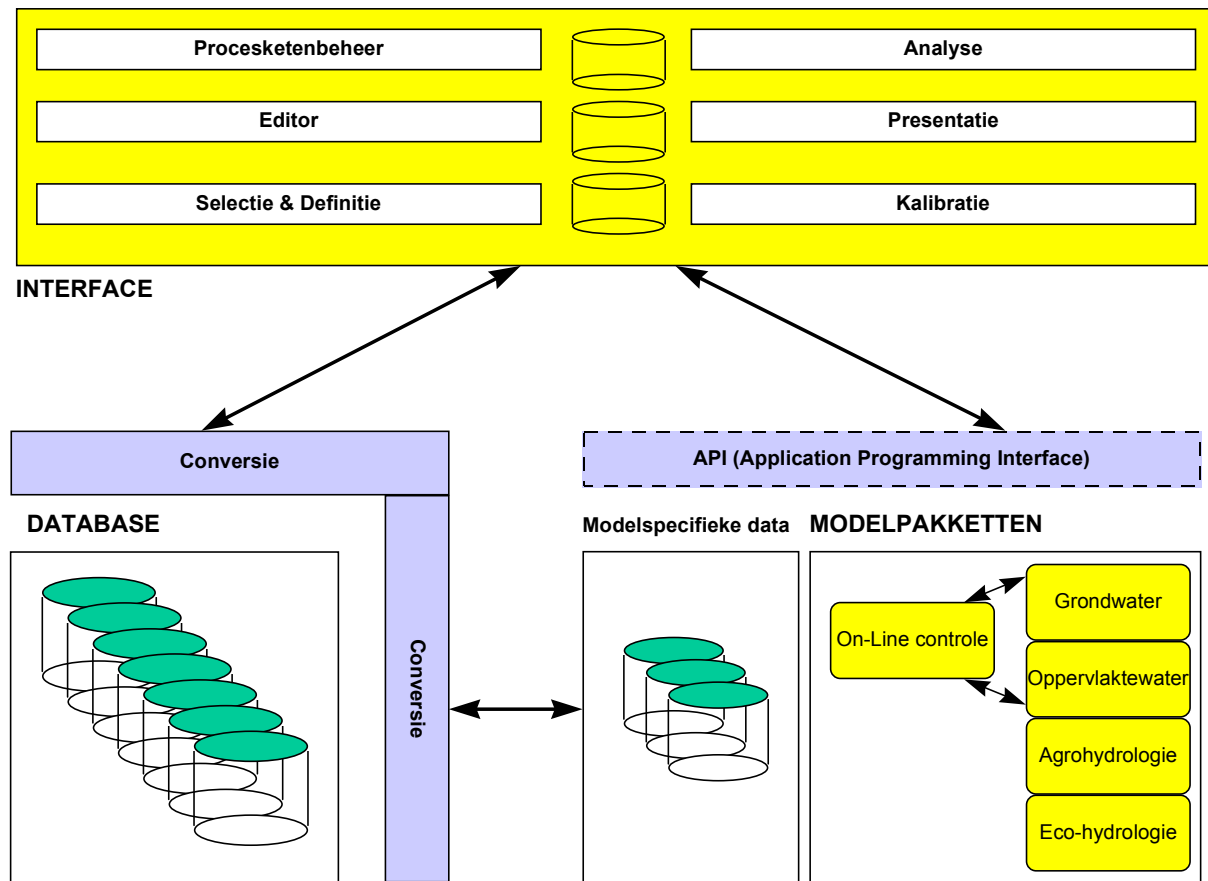 Procesketenbeheer
Analyse
Editor
Presentatie
Selectie & Definitie
Kalibratie
INTERFACE
Conversie
API (Application Programming Interface)
DATABASE
Conversie
Modelspecifieke data
MODELPAKKETTEN
On-Line controle
Grondwater
Oppervlaktewater
Agrohydrologie
Eco-hydrologie